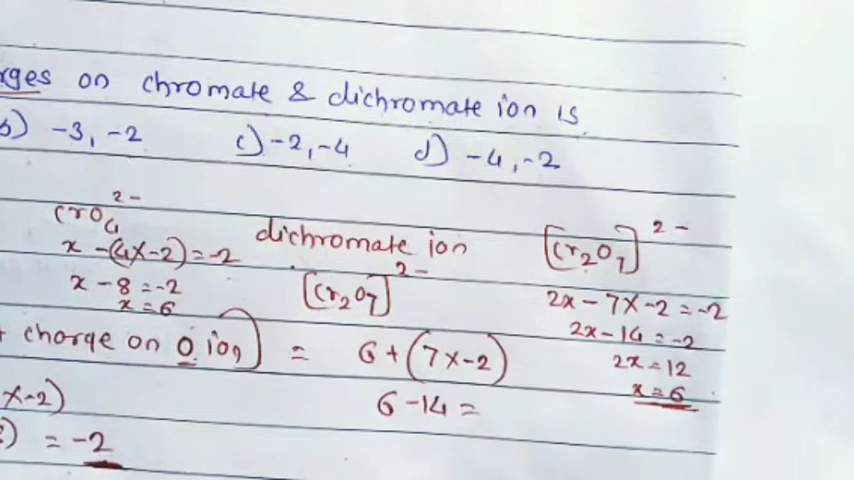 rges on chromate & dichromate ion is
b) -3, -2 c) -2, -4 d) -4, -2
CrO₄²⁻
x - (4x-2) = -2
x - 8 = -2
x = 6
dichromate ion
[Cr₂O₇]²⁻
[Cr₂O₇]²⁻
2x - 7x-2 = -2
2x - 14 = -2
2x = 12
x = 6
+ charge on O ion) = 6 + (7x-2)
x-2) 6 - 14 =
) = -2